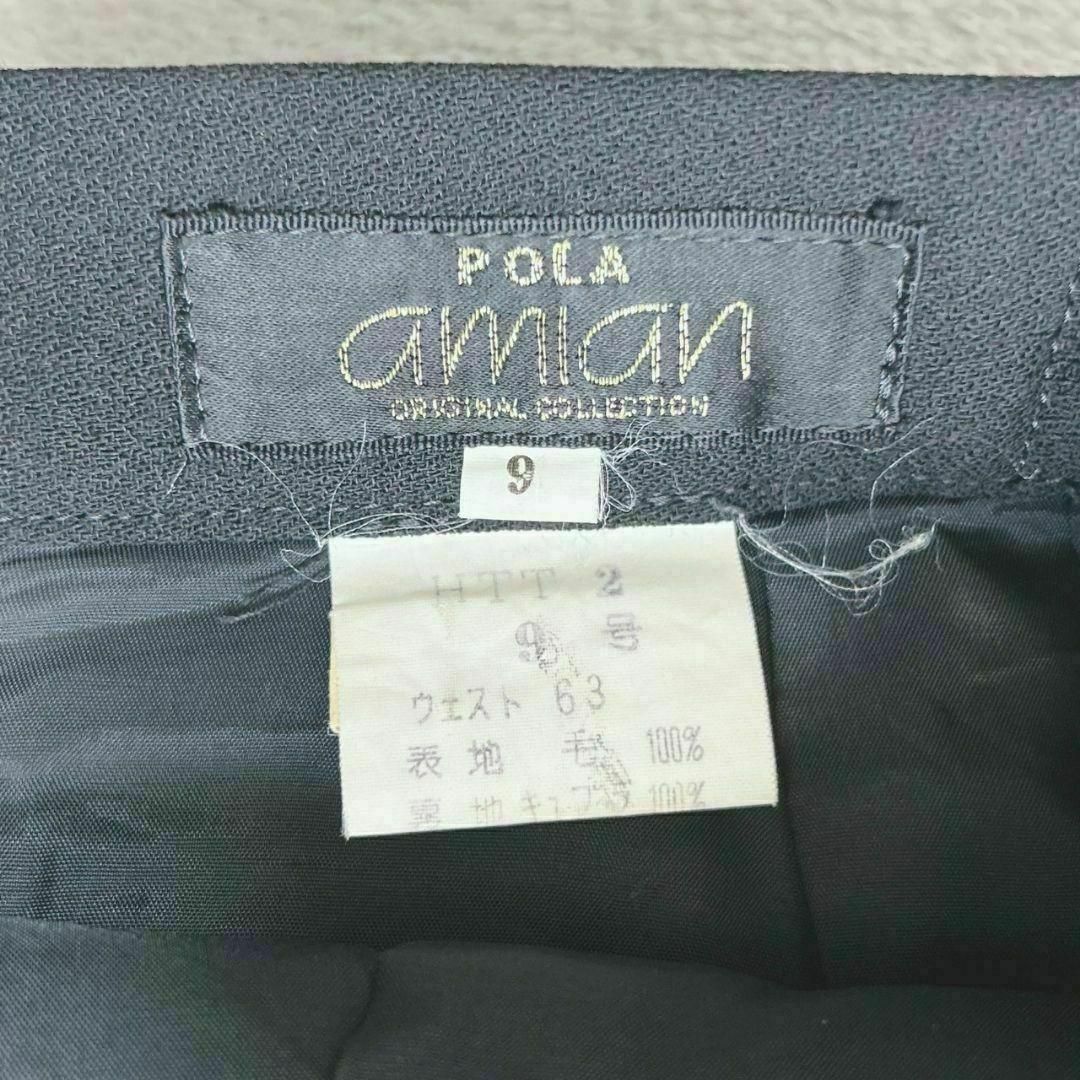 POLA
amian
ORIGINAL COLLECTION
9
HTT 2
9 号
ウェスト 63
表地 毛 100%
裏地 キュプラ 100%